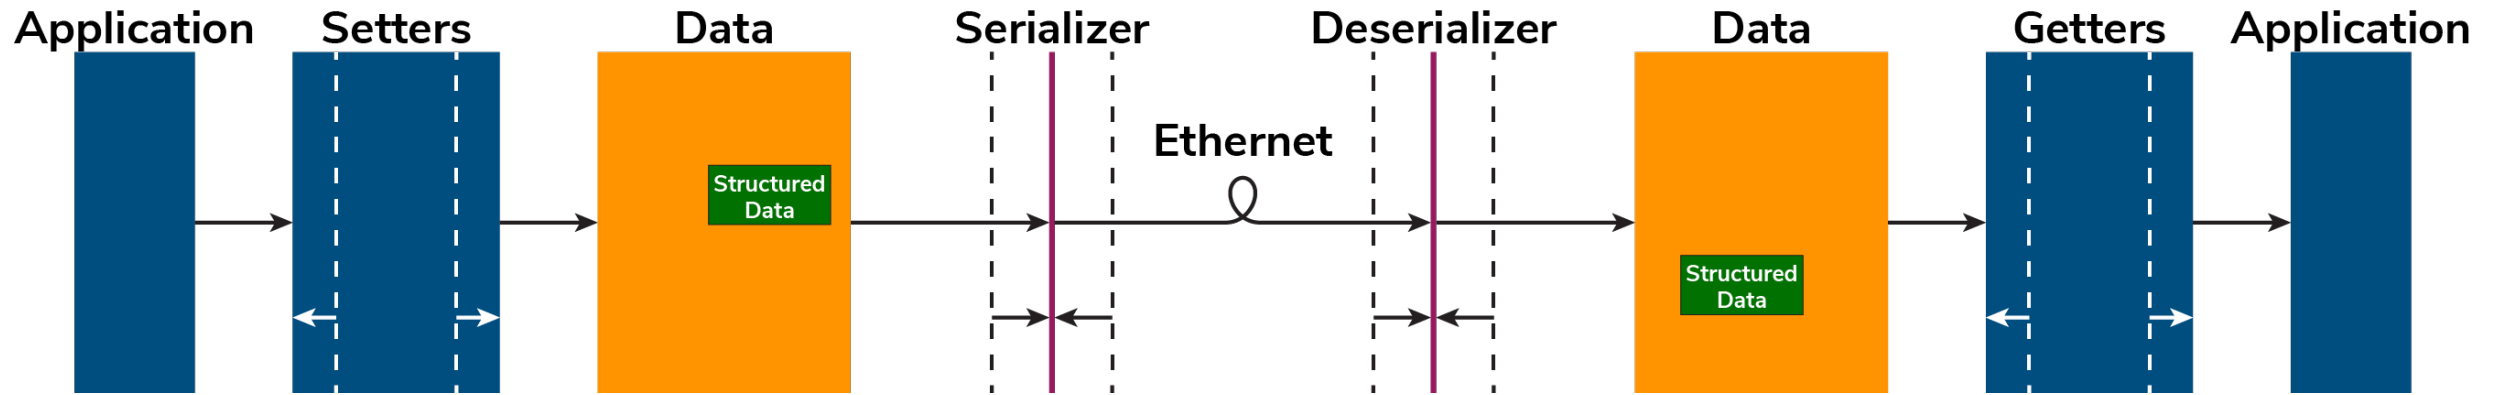 Application
Setters
Data
Serializer
Deserializer
Data
Getters
Application
Ethernet
Structured
Data
Structured
Data